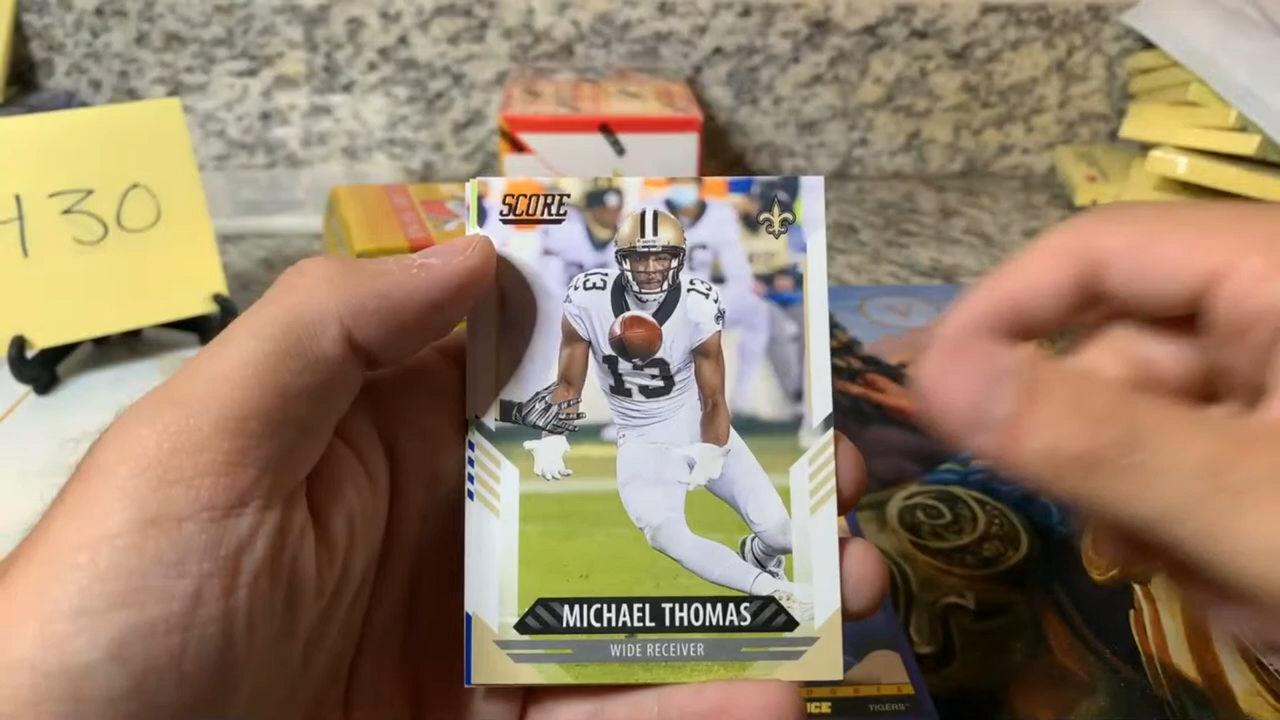 430
SCORE
13
13
13
MICHAEL THOMAS
WIDE RECEIVER
TIGERS